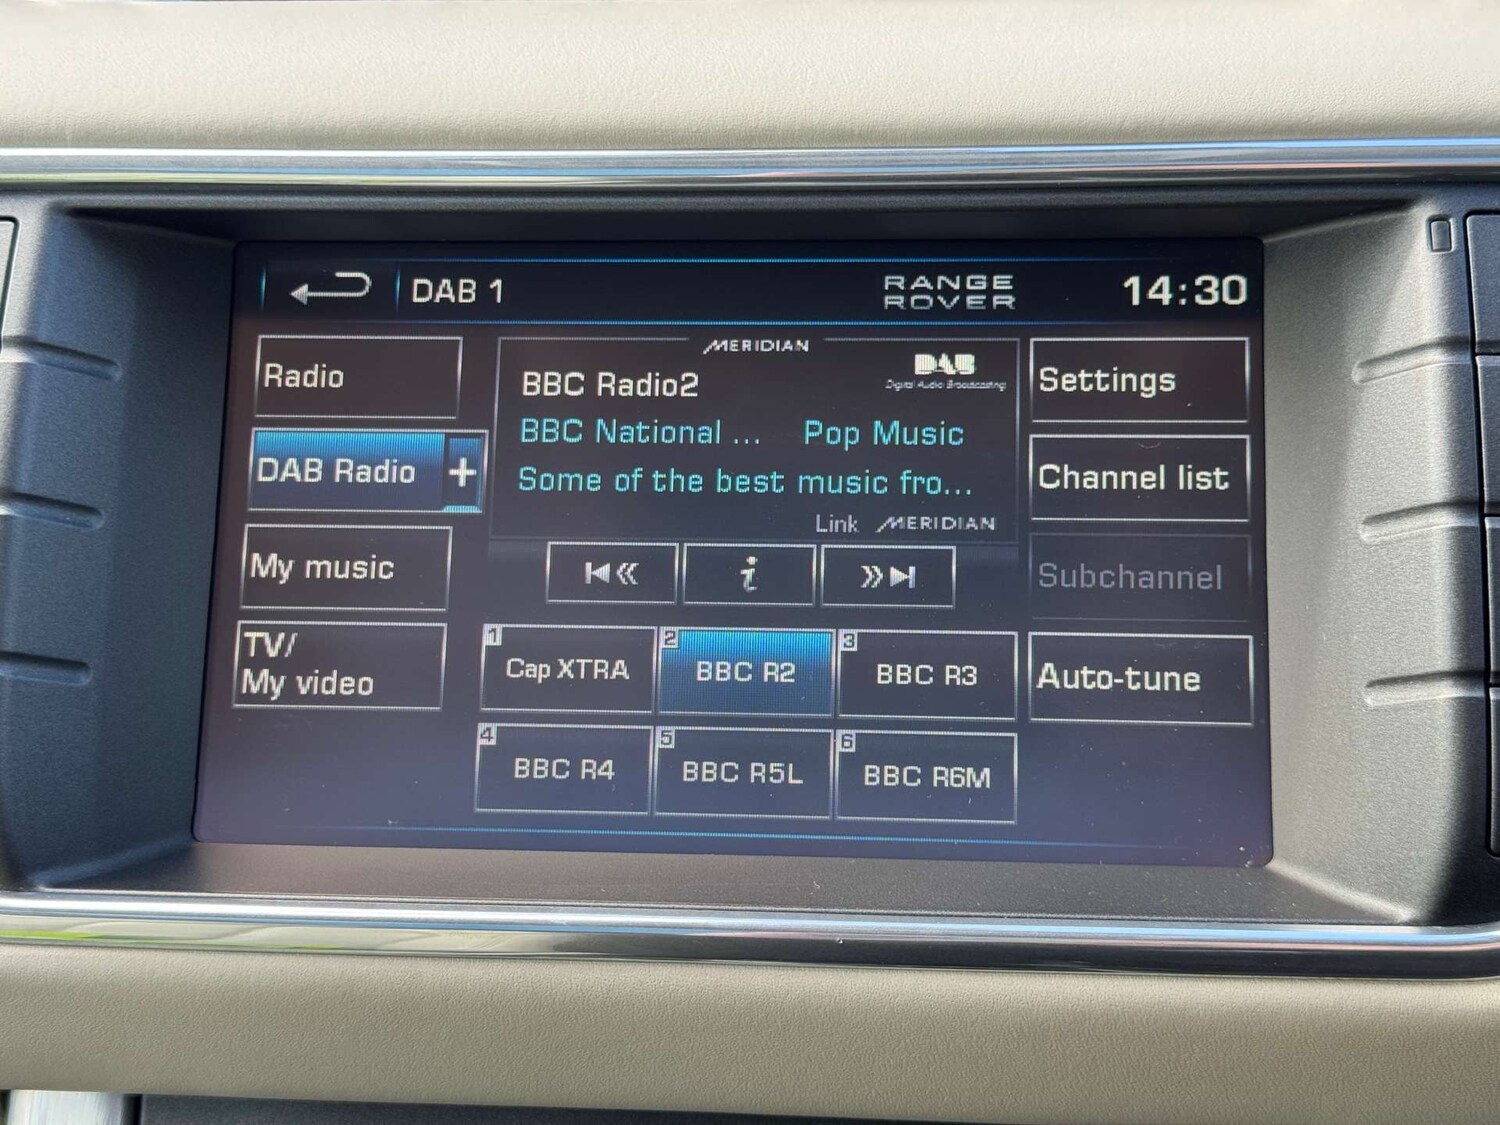 DAB 1
RANGE
ROVER
14:30
Radio
DAB Radio +
My music
TV/
My video
MERIDIAN
BBC Radio2
DAB
Digital Audio Broadcasting
BBC National ... Pop Music
Some of the best music fro...
Link MERIDIAN
i
1 Cap XTRA
2 BBC R2
3 BBC R3
4 BBC R4
5 BBC R5L
6 BBC R6M
Settings
Channel list
Subchannel
Auto-tune